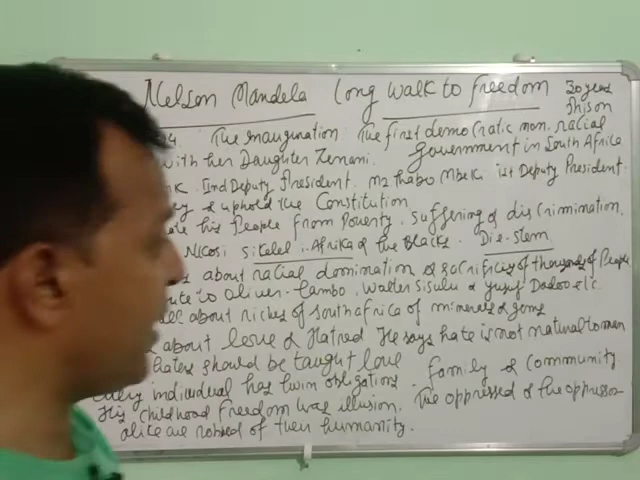 Nelson Mandela Long Walk to Freedom 30 years
Prison
The Inauguration The first democratic non. racial
Government in South Africa
with her Daughter Zenani.
IInd Deputy President. Mr Thabo Mbeki ist Deputy President
& uphold the Constitution
his People from Poverty. Suffering & discrimination.
Nkosi Sikelel. iAfrika of the Blacks. Die-Stem
about racial domination & sacrifices of thousands of People
to Oliver-Tambo, Walter Sisulu & Yusuf Dadoo etc.
about riches of South africa of minerals & gems
about Love & Hatred He says hate is not natural to men
haters should be taught love
Every individual has twin obligations. family & community
His childhood freedom was illusion. The oppressed & the oppressor
alike are robbed of their humanity.